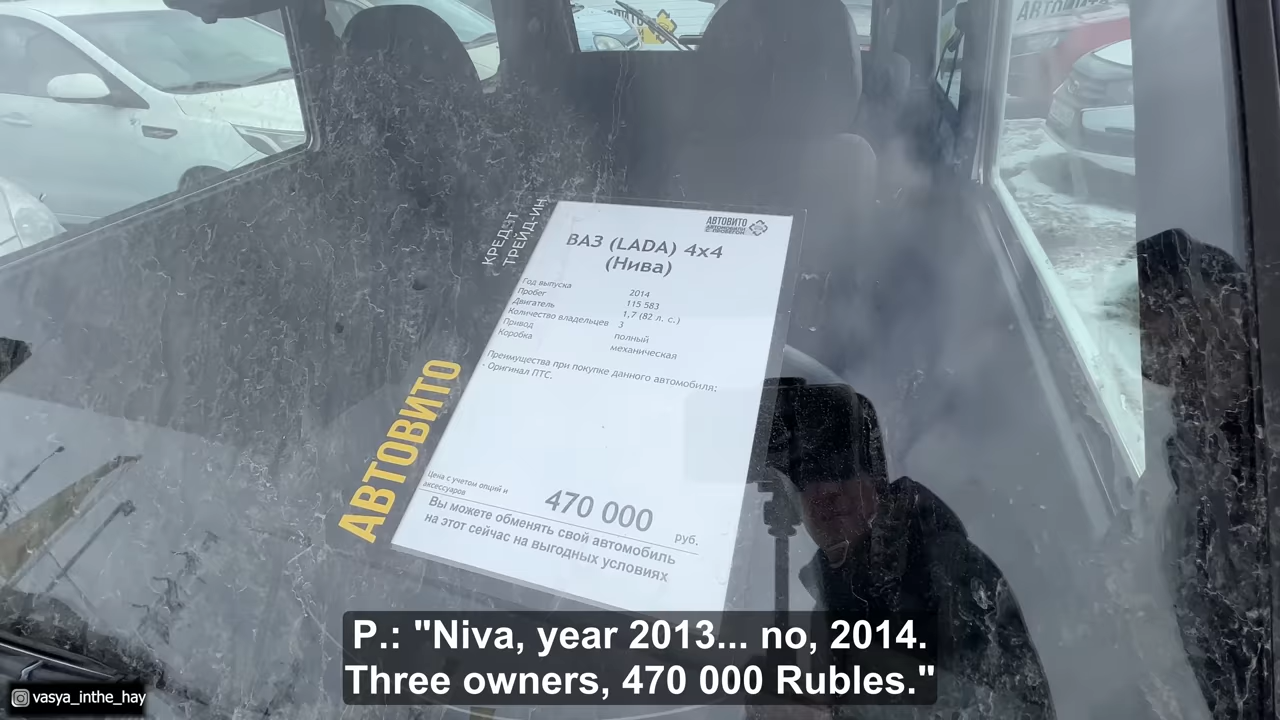 АВТО
КРЕДИТ
ТРЕЙД-ИН
АВТОВИТО
АВТОВИТО
АВТОМОБИЛИ
С ПРОБЕГОМ
ВАЗ (LADA) 4x4
(Нива)
Год выпуска 2014
Пробег 115 583
Двигатель 1,7 (82 л. с.)
Количество владельцев 3
Привод полный
Коробка механическая
Преимущества при покупке данного автомобиля:
- Оригинал ПТС.
Цена с учетом опций и
аксессуаров
470 000 руб.
Вы можете обменять свой автомобиль
на этот сейчас на выгодных условиях
P.: "Niva, year 2013... no, 2014.
Three owners, 470 000 Rubles."
vasya_inthe_hay